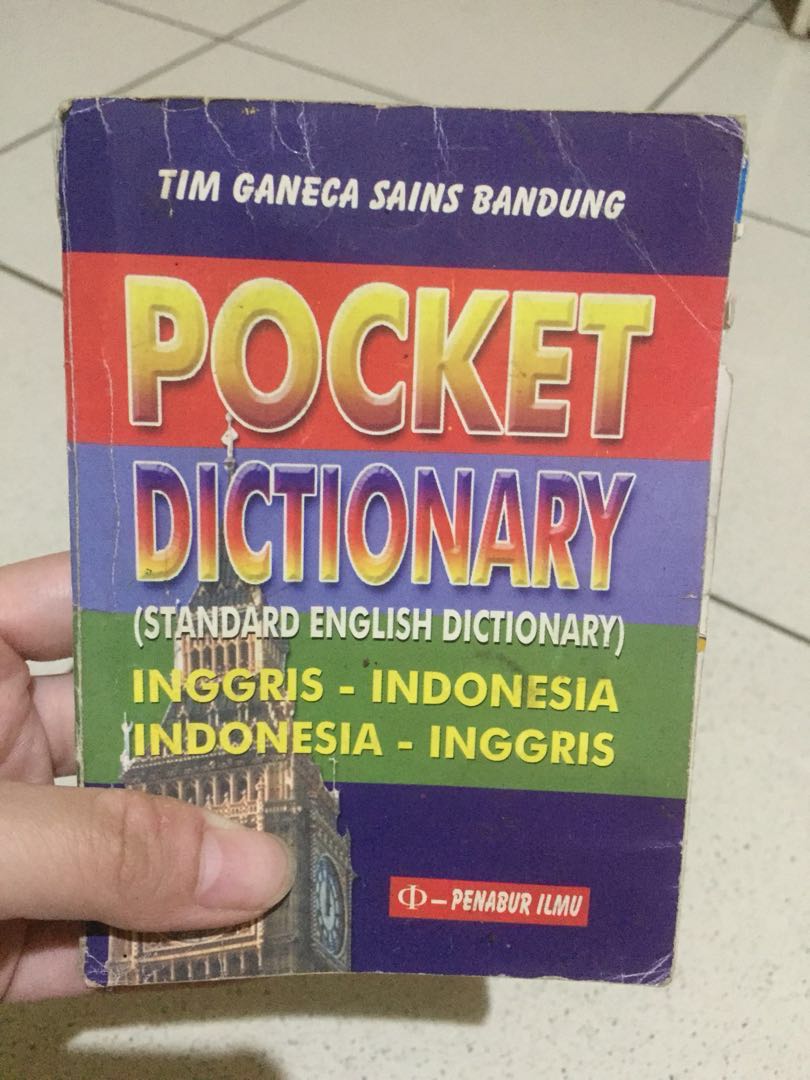 TIM GANECA SAINS BANDUNG
POCKET
DICTIONARY
(STANDARD ENGLISH DICTIONARY)
INGGRIS - INDONESIA
INDONESIA - INGGRIS
Φ – PENABUR ILMU